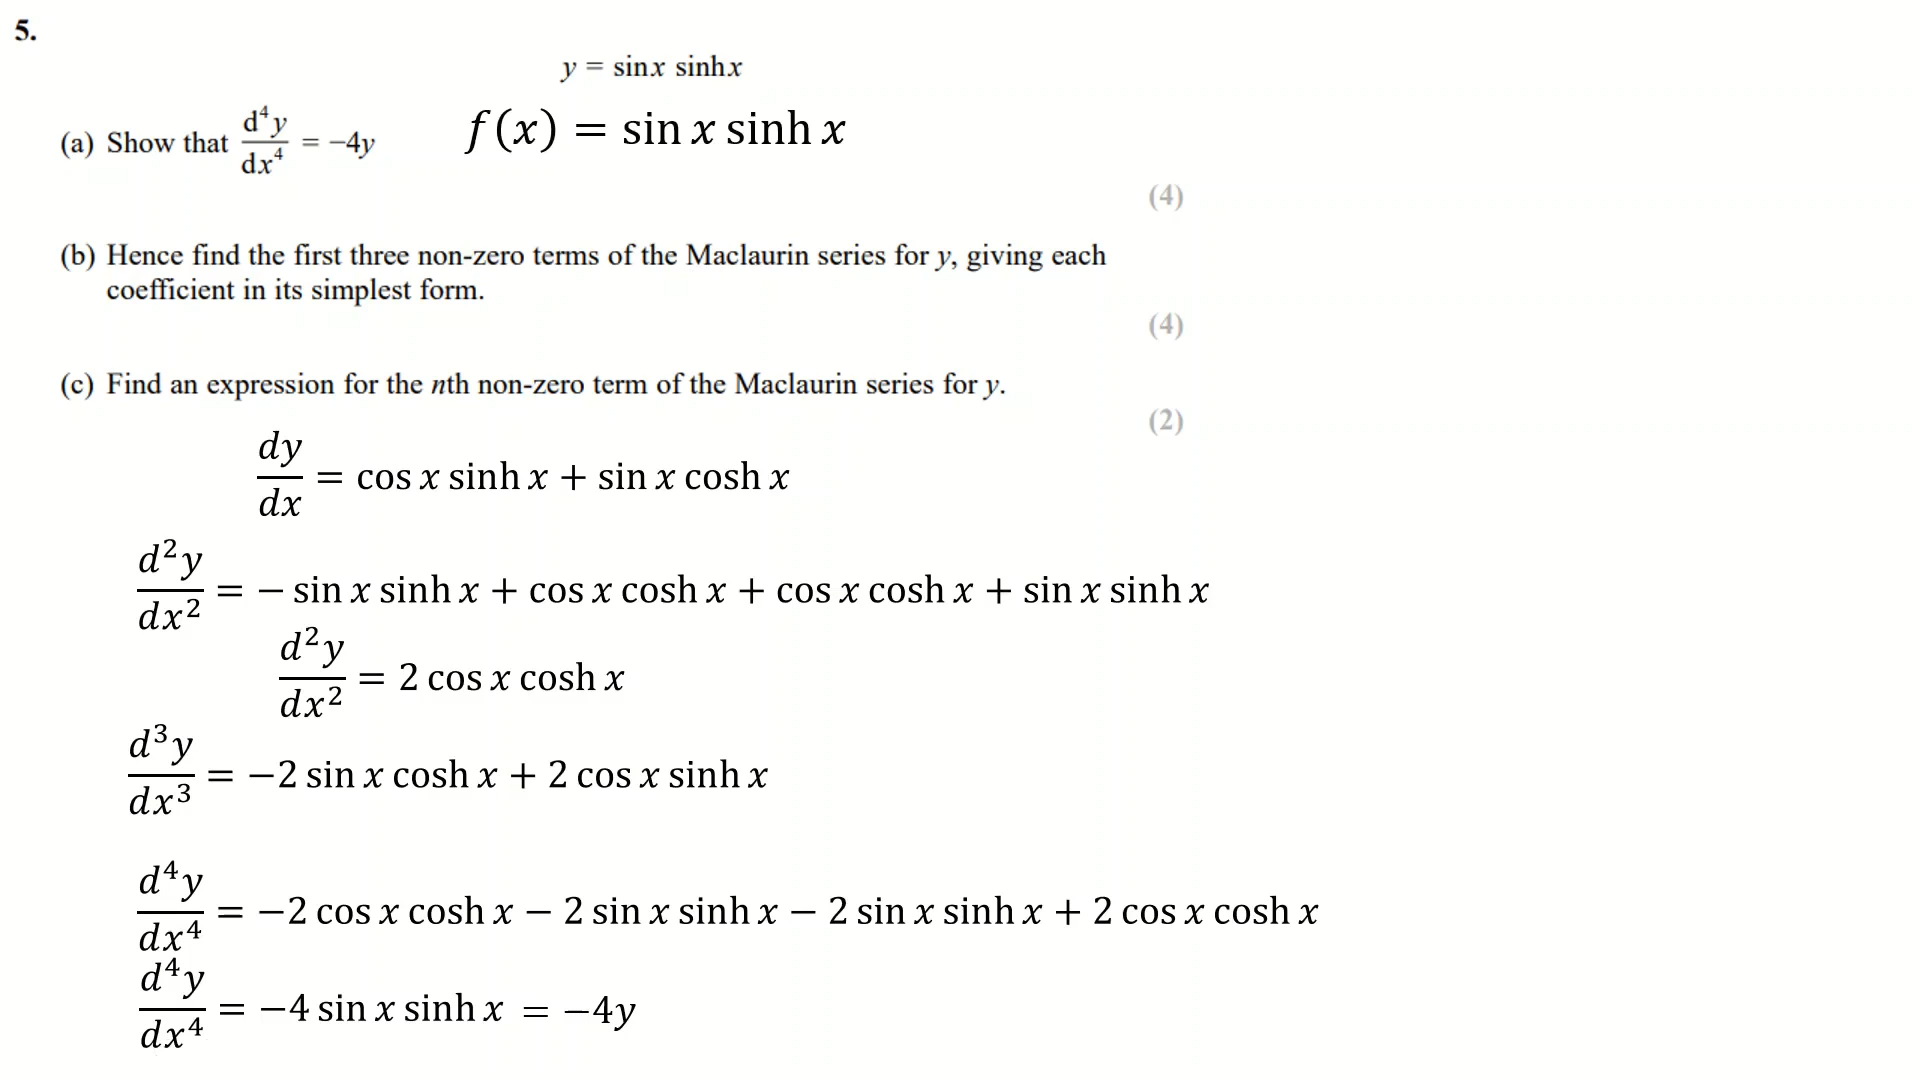 5.
y = sinx sinhx
(a) Show that d⁴y/dx⁴ = −4y
f(x) = sin x sinh x
(4)
(b) Hence find the first three non-zero terms of the Maclaurin series for y, giving each
coefficient in its simplest form.
(4)
(c) Find an expression for the nth non-zero term of the Maclaurin series for y.
(2)
dy/dx = cos x sinh x + sin x cosh x
d²y/dx² = − sin x sinh x + cos x cosh x + cos x cosh x + sin x sinh x
d²y/dx² = 2 cos x cosh x
d³y/dx³ = −2 sin x cosh x + 2 cos x sinh x
d⁴y/dx⁴ = −2 cos x cosh x − 2 sin x sinh x − 2 sin x sinh x + 2 cos x cosh x
d⁴y/dx⁴ = −4 sin x sinh x = −4y